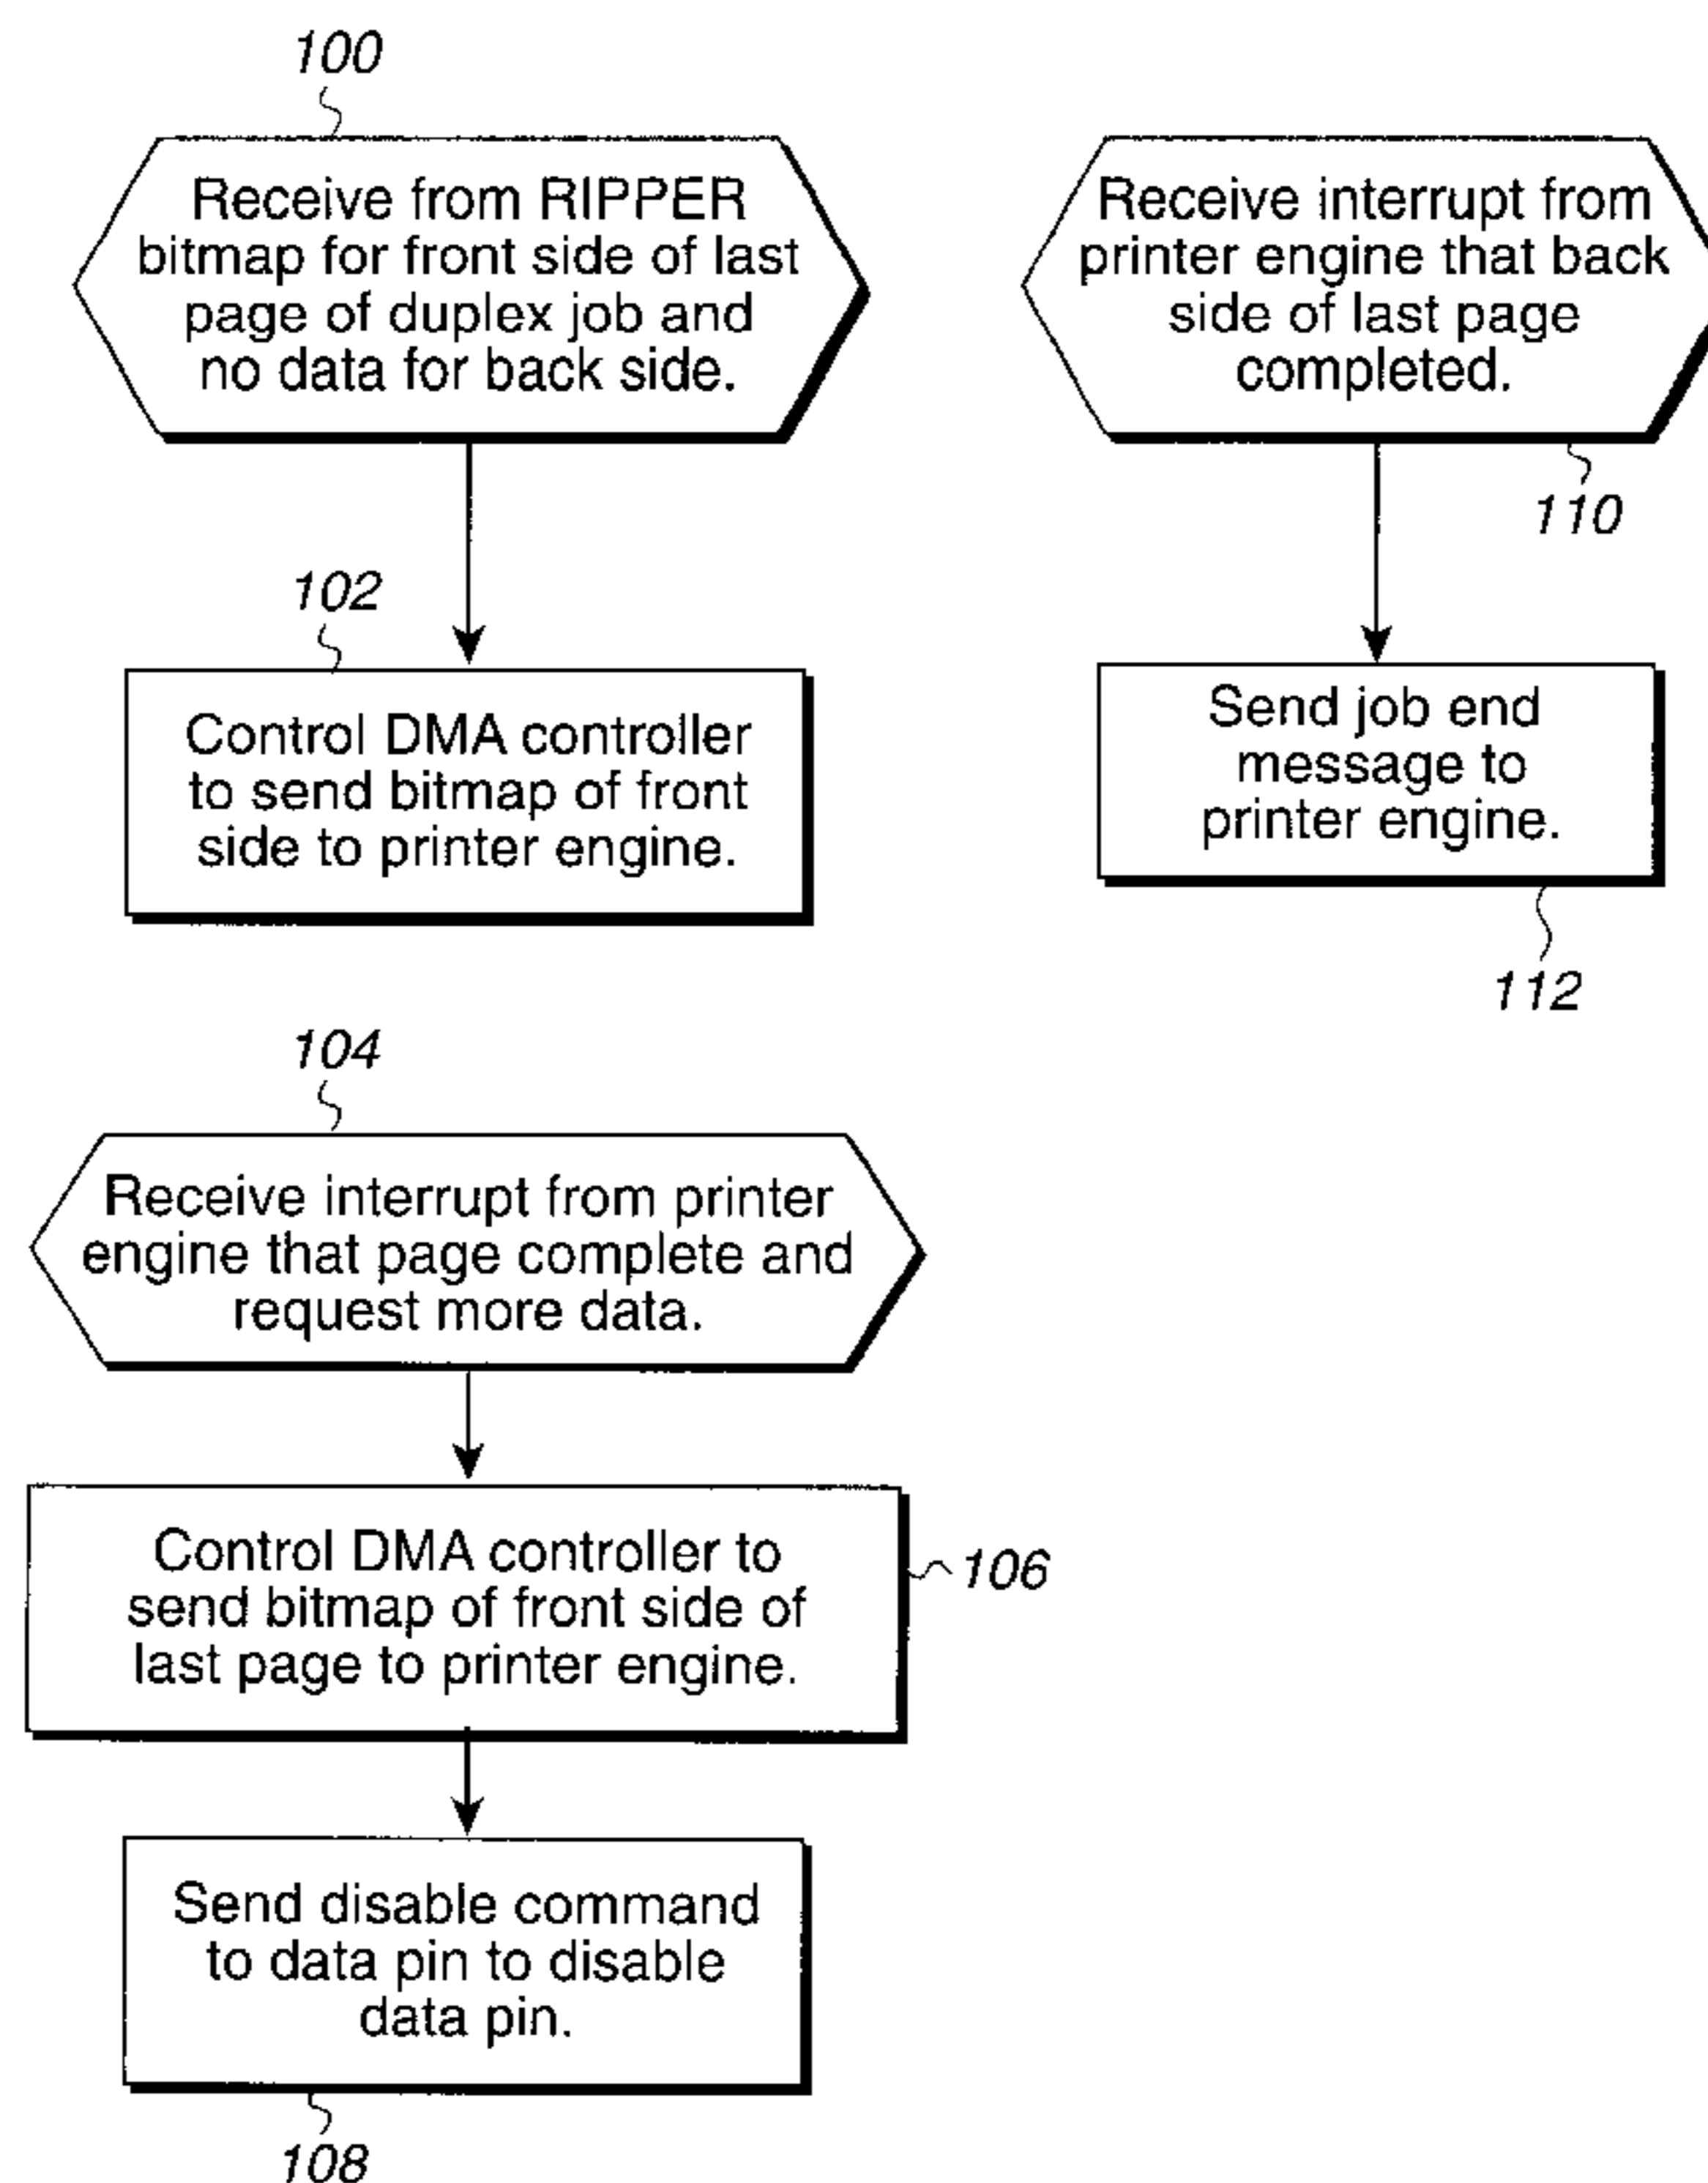 100
Receive from RIPPER
bitmap for front side of last
page of duplex job and
no data for back side.
102
Control DMA controller
to send bitmap of front
side to printer engine.
104
Receive interrupt from printer
engine that page complete and
request more data.
Control DMA controller to
send bitmap of front side of
last page to printer engine.
106
Send disable command
to data pin to disable
data pin.
108
Receive interrupt from
printer engine that back
side of last page
completed.
110
Send job end
message to
printer engine.
112